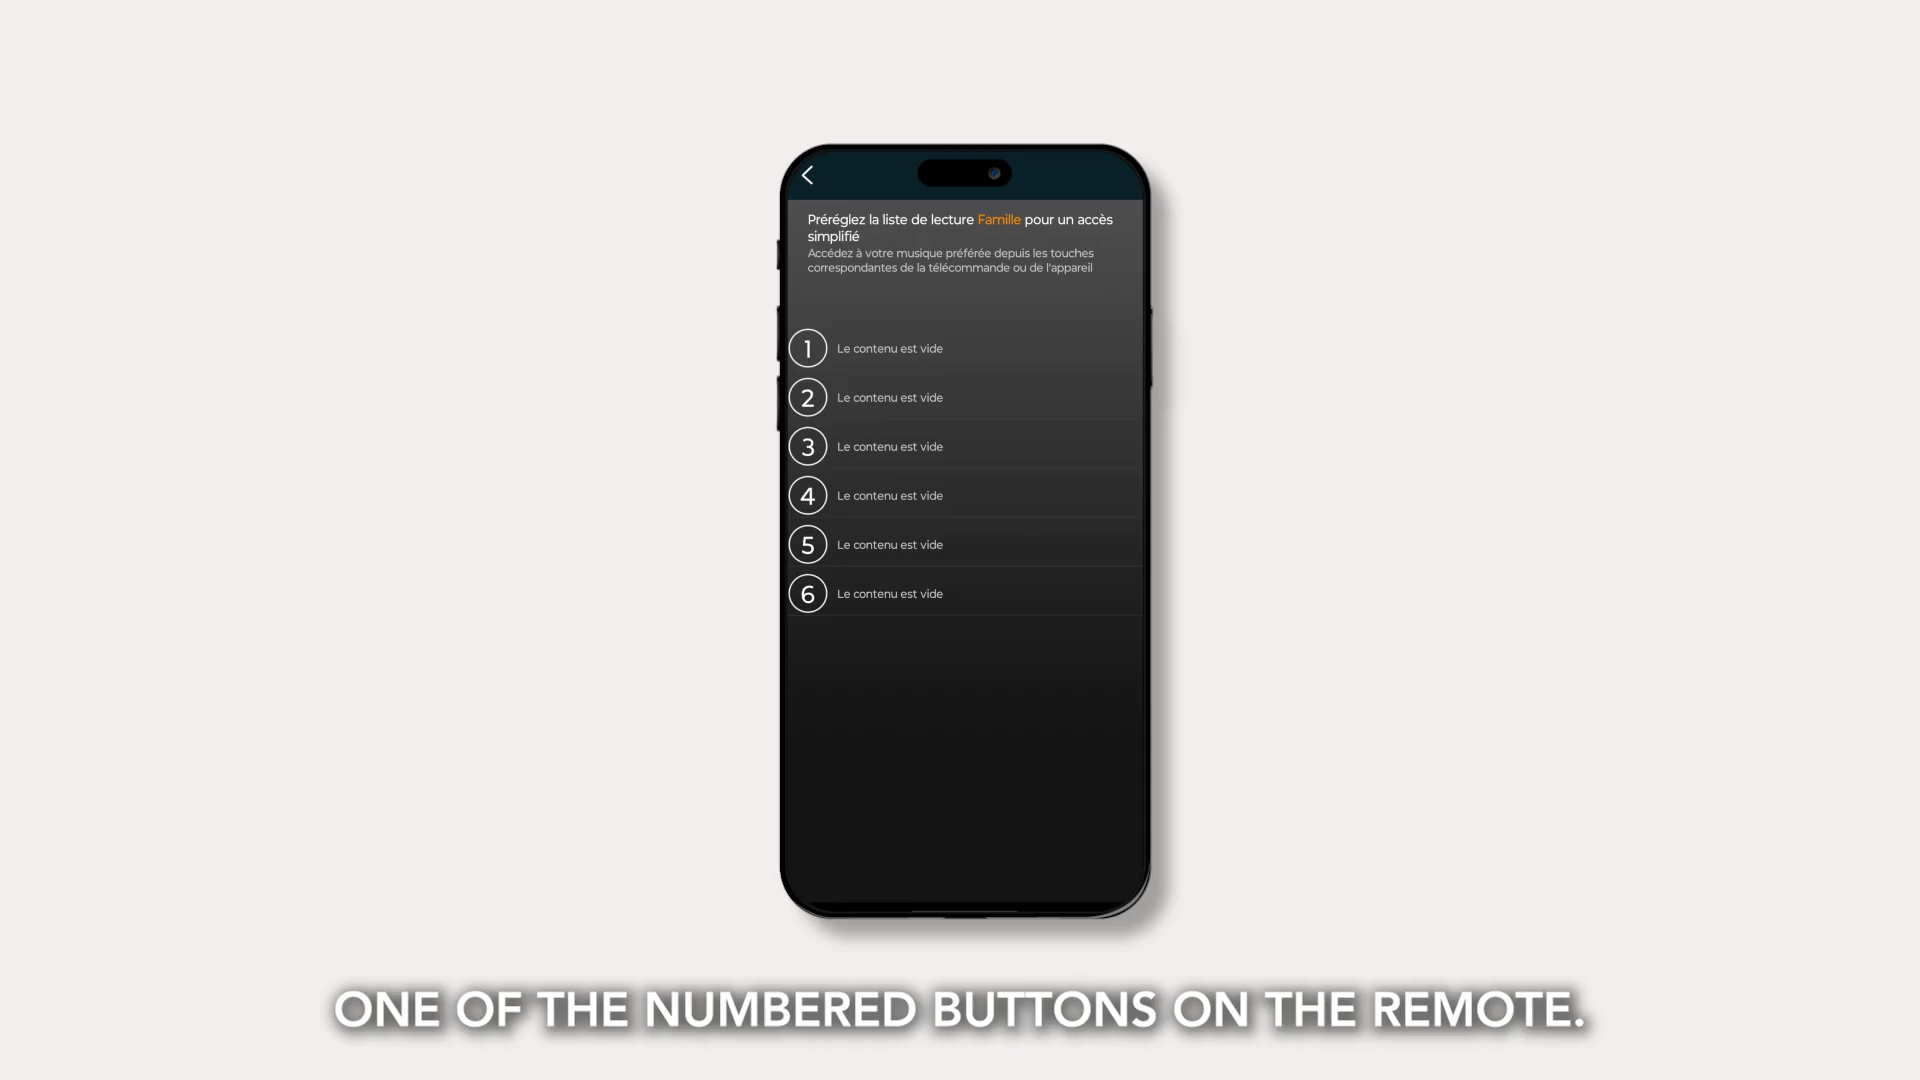 Préréglez la liste de lecture Famille pour un accès
simplifié
Accédez à votre musique préférée depuis les touches
correspondantes de la télécommande ou de l'appareil
1 Le contenu est vide
2 Le contenu est vide
3 Le contenu est vide
4 Le contenu est vide
5 Le contenu est vide
6 Le contenu est vide
ONE OF THE NUMBERED BUTTONS ON THE REMOTE.